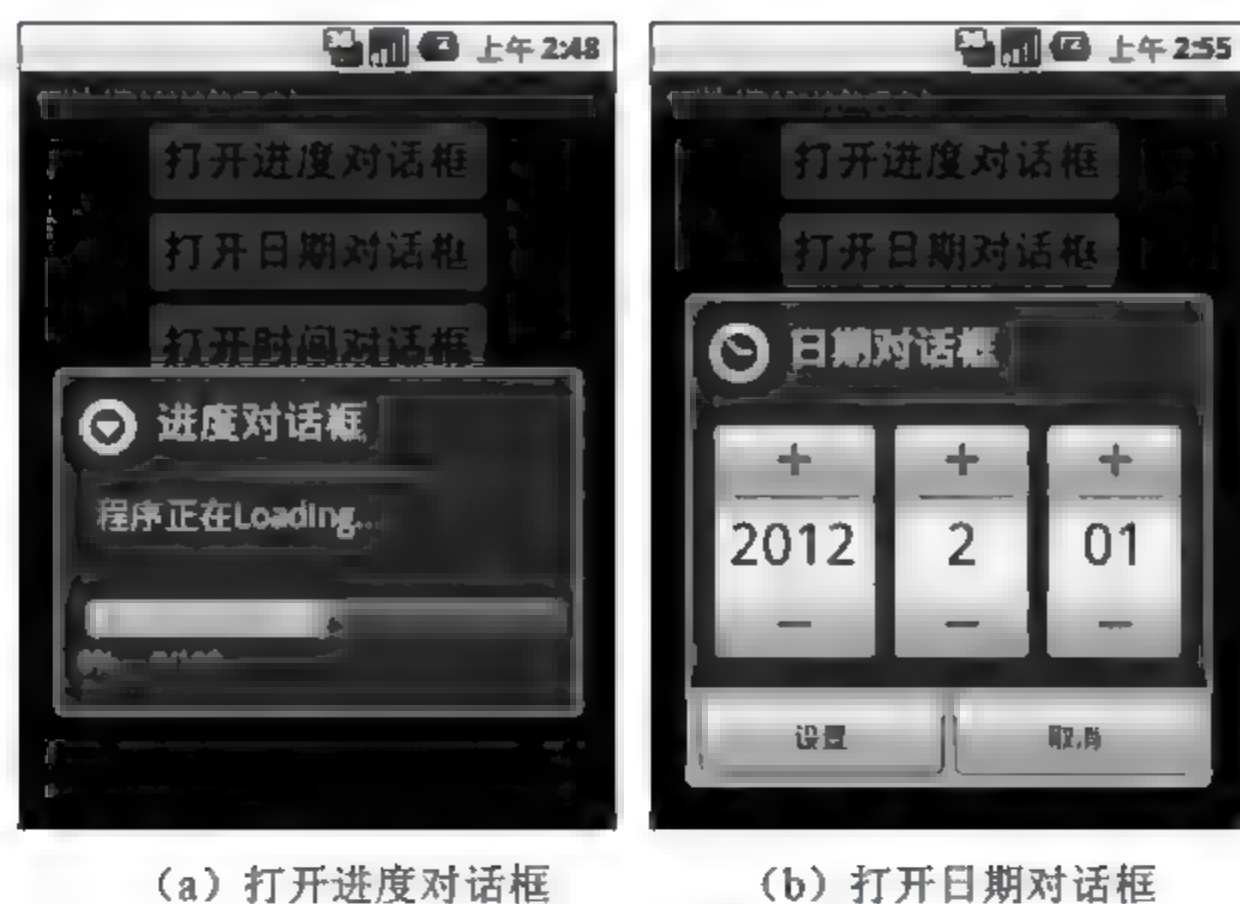 上午 2:48
打开进度对话框
打开日期对话框
打开时间对话框
进度对话框
程序正在Loading...
(a) 打开进度对话框
上午 2:55
打开进度对话框
打开日期对话框
日期对话框
+ + +
2012 2 01
- - -
设置 取消
(b) 打开日期对话框